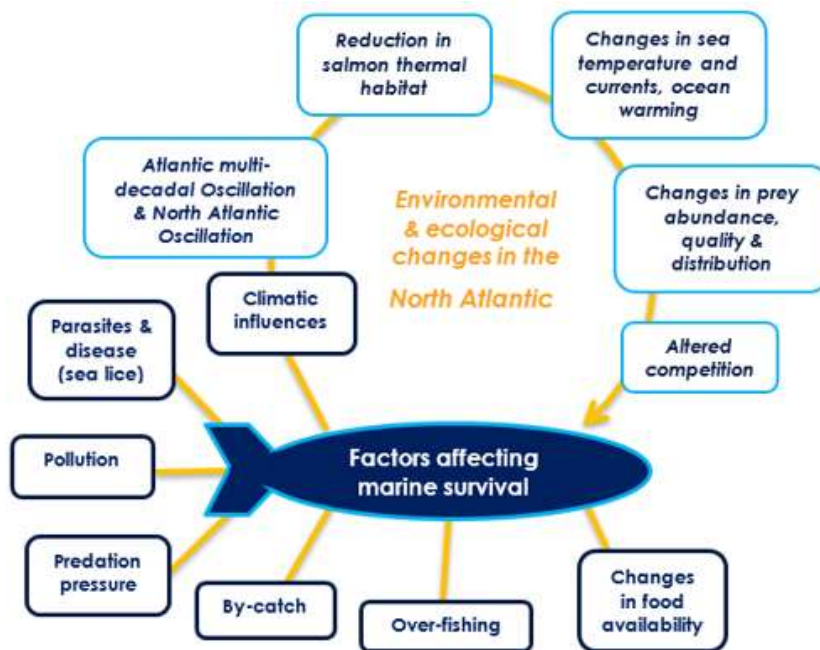 Reduction in
salmon thermal
habitat
Changes in sea
temperature and
currents, ocean
warming
Atlantic multi-
decadal Oscillation
& North Atlantic
Oscillation
Environmental
& ecological
changes in the
North Atlantic
Changes in prey
abundance,
quality &
distribution
Climatic
influences
Parasites &
disease
(sea lice)
Altered
competition
Pollution
Factors affecting
marine survival
Predation
pressure
By-catch
Over-fishing
Changes
in food
availability